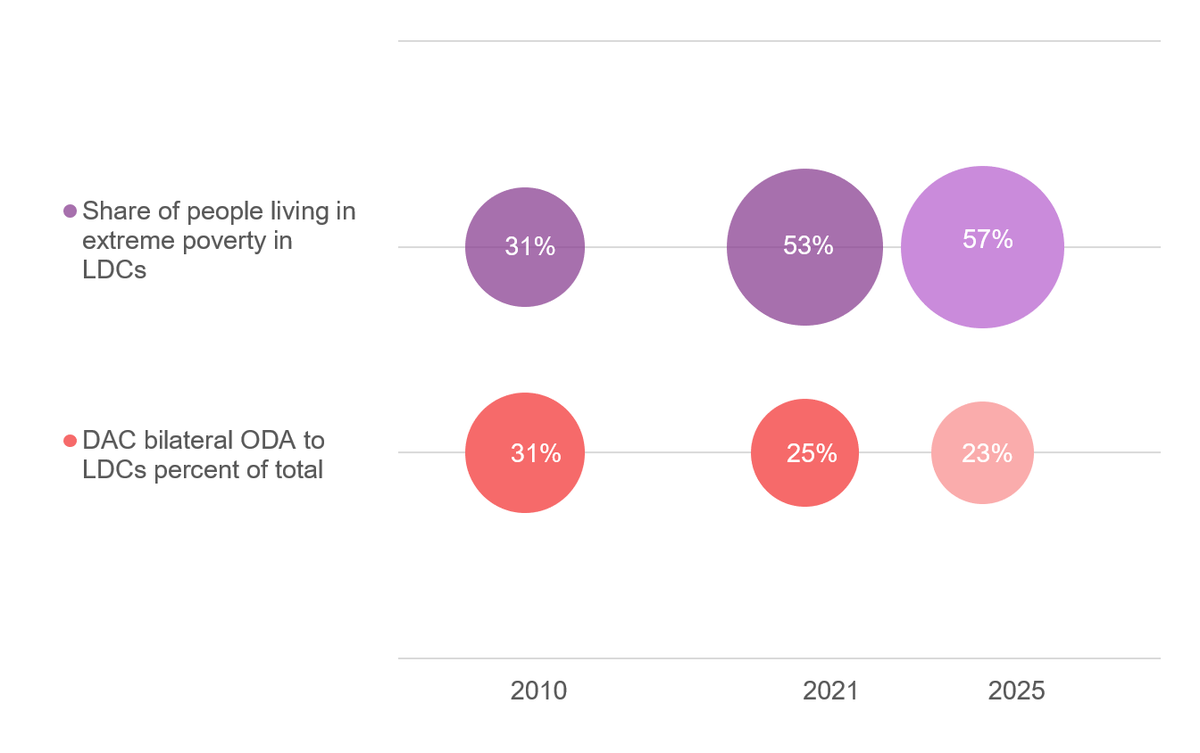 Share of people living in
extreme poverty in
LDCs
31%
53%
57%
DAC bilateral ODA to
LDCs percent of total
31%
25%
23%
2010
2021
2025